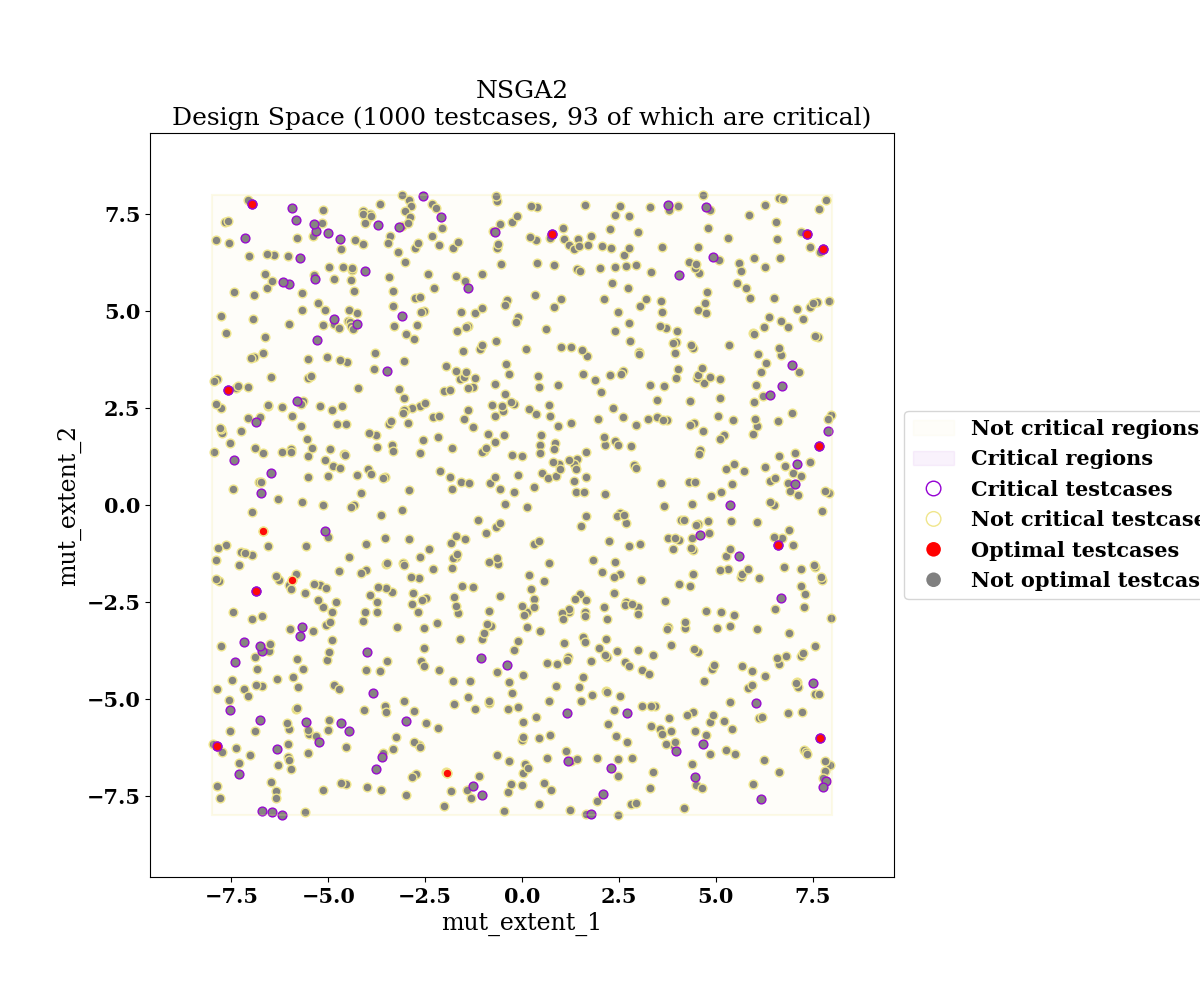 NSGA2
Design Space (1000 testcases, 93 of which are critical)
7.5
5.0
2.5
0.0
−2.5
−5.0
−7.5
mut_extent_2
−7.5 −5.0 −2.5 0.0 2.5 5.0 7.5
mut_extent_1
Not critical regions
Critical regions
Critical testcases
Not critical testcase
Optimal testcases
Not optimal testcas